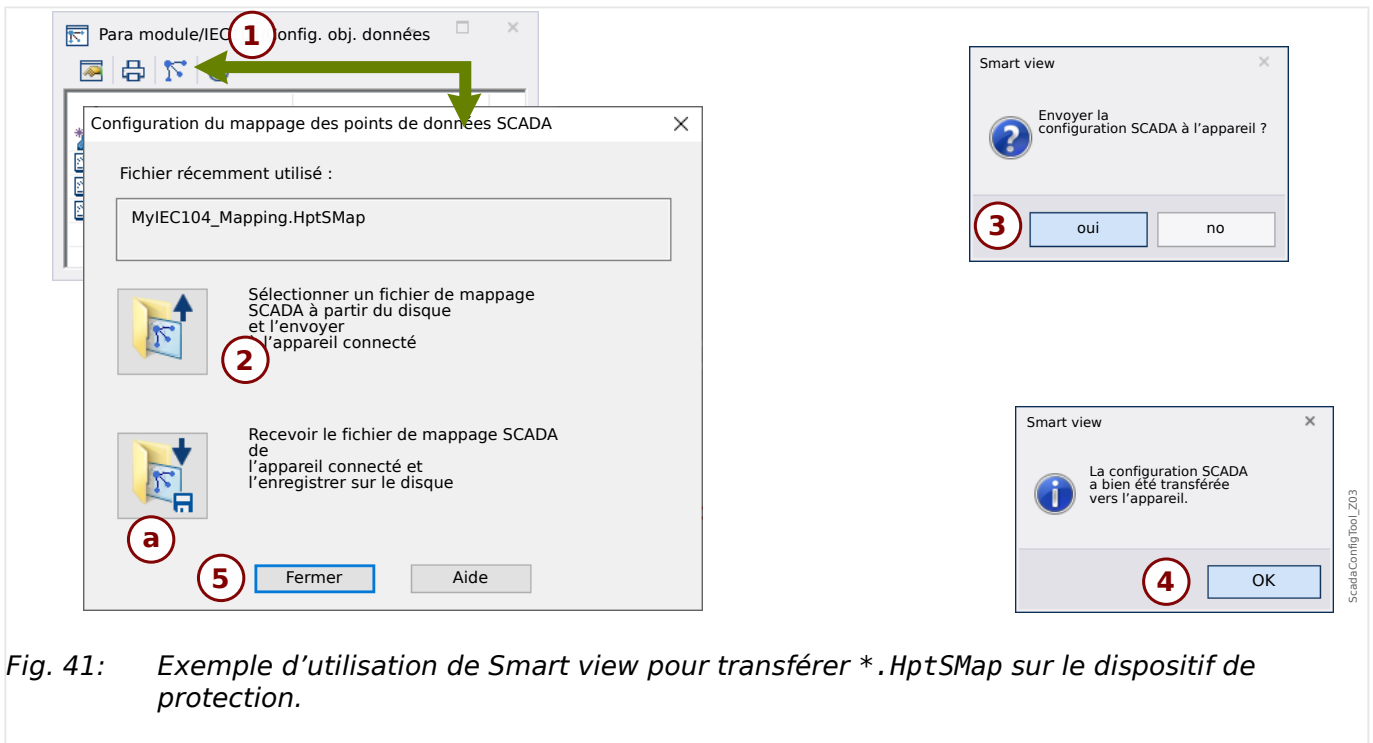 Para module/IEC
1
onfig. obj. données
Configuration du mappage des points de données SCADA
Fichier récemment utilisé :
MyIEC104_Mapping.HptSMap
Sélectionner un fichier de mappage
SCADA à partir du disque
et l'envoyer
l'appareil connecté
2
Recevoir le fichier de mappage SCADA
de
l'appareil connecté et
l'enregistrer sur le disque
a
5
Fermer
Aide
Smart view
Envoyer la
configuration SCADA à l'appareil ?
3
oui
no
Smart view
La configuration SCADA
a bien été transférée
vers l'appareil.
4
OK
ScadaConfigTool_Z03
Fig. 41: Exemple d'utilisation de Smart view pour transférer *.HptSMap sur le dispositif de
protection.